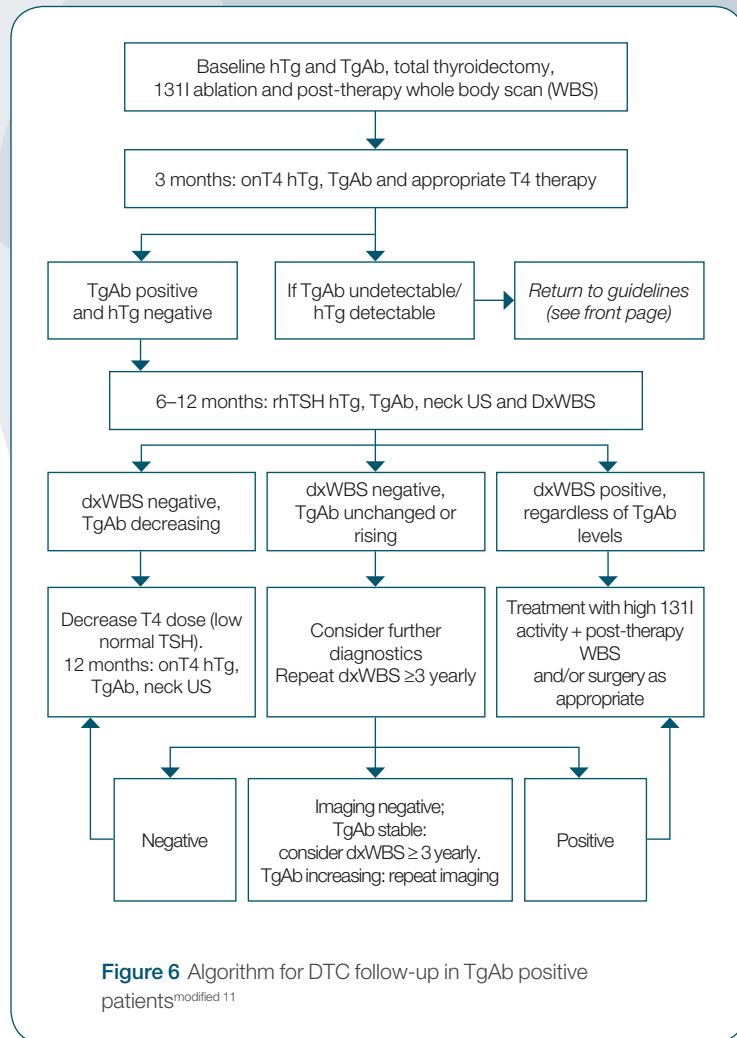 Baseline hTg and TgAb, total thyroidectomy,
131I ablation and post-therapy whole body scan (WBS)
3 months: onT4 hTg, TgAb and appropriate T4 therapy
TgAb positive
and hTg negative
If TgAb undetectable/
hTg detectable
Return to guidelines
(see front page)
6–12 months: rhTSH hTg, TgAb, neck US and DxWBS
dxWBS negative,
TgAb decreasing
dxWBS negative,
TgAb unchanged or
rising
dxWBS positive,
regardless of TgAb
levels
Decrease T4 dose (low
normal TSH).
12 months: onT4 hTg,
TgAb, neck US
Consider further
diagnostics
Repeat dxWBS ≥3 yearly
Treatment with high 131I
activity + post-therapy
WBS
and/or surgery as
appropriate
Negative
Imaging negative;
TgAb stable:
consider dxWBS ≥ 3 yearly.
TgAb increasing: repeat imaging
Positive
Figure 6 Algorithm for DTC follow-up in TgAb positive
patients modified 11